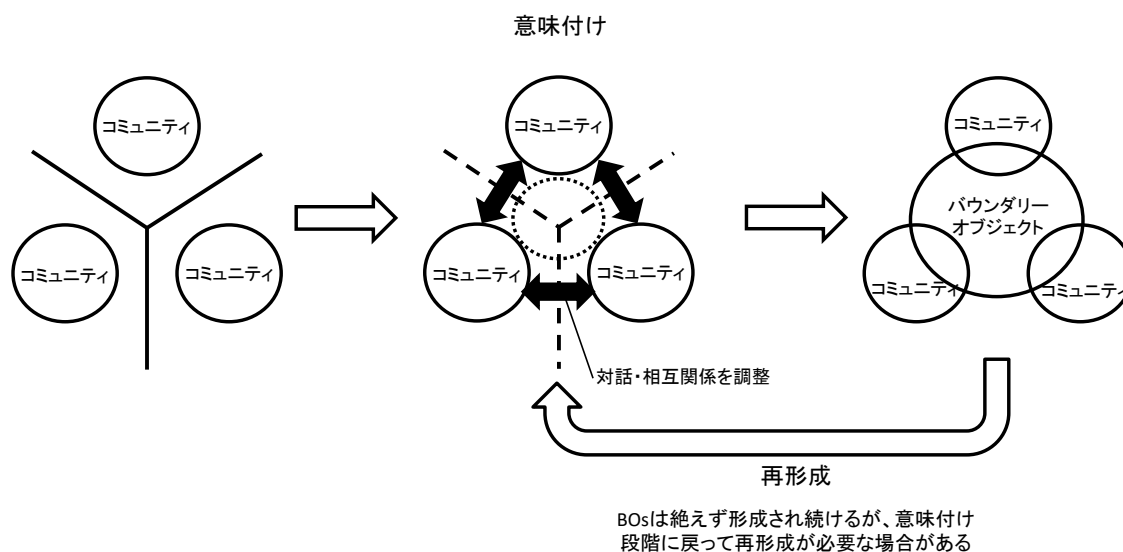 意味付け
コミュニティ
コミュニティ
コミュニティ
コミュニティ
コミュニティ
コミュニティ
対話・相互関係を調整
コミュニティ
バウンダリー
オブジェクト
コミュニティ
コミュニティ
再形成
BOsは絶えず形成され続けるが、意味付け
段階に戻って再形成が必要な場合がある